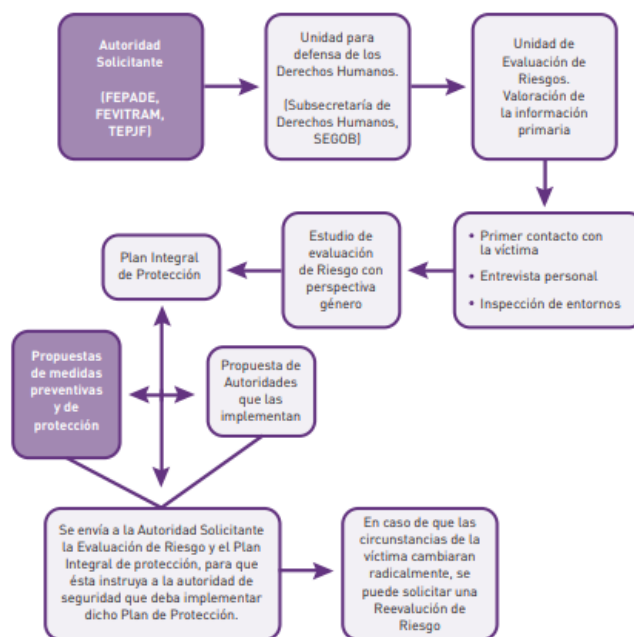 Autoridad
Solicitante
(FEPADE,
FEVITRAM,
TEPJF)
Unidad para
defensa de los
Derechos Humanos.
(Subsecretaría de
Derechos Humanos,
SEGOB)
Unidad de
Evaluación de
Riesgos.
Valoración de
la información
primaria
• Primer contacto con
la víctima
• Entrevista personal
• Inspección de entornos
Estudio de
evaluación de
Riesgo con
perspectiva
género
Plan Integral
de Protección
Propuestas
de medidas
preventivas
y de
protección
Propuesta de
Autoridades
que las
implementan
Se envía a la Autoridad Solicitante
la Evaluación de Riesgo y el Plan
Integral de protección, para que
ésta instruya a la autoridad de
seguridad que deba implementar
dicho Plan de Protección.
En caso de que las
circunstancias de la
víctima cambiaran
radicalmente, se
puede solicitar una
Reevalución de
Riesgo